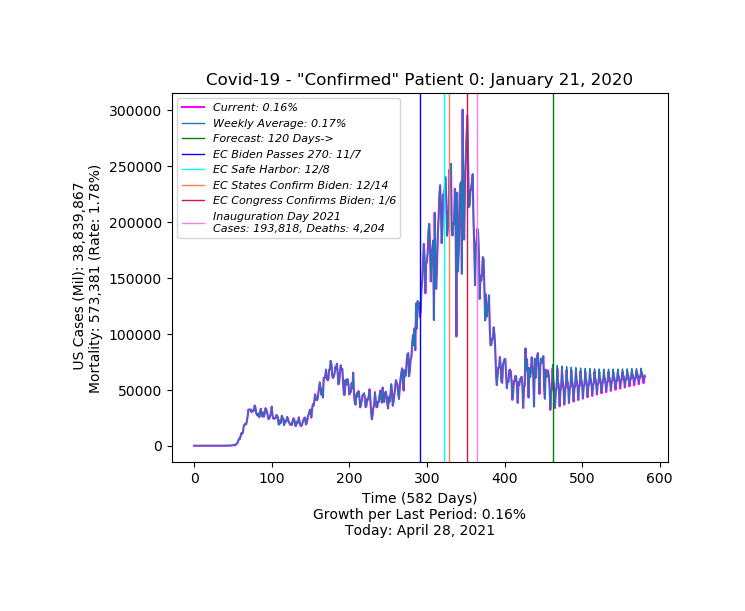 Covid-19 - "Confirmed" Patient 0: January 21, 2020
Current: 0.16%
Weekly Average: 0.17%
Forecast: 120 Days->
EC Biden Passes 270: 11/7
EC Safe Harbor: 12/8
EC States Confirm Biden: 12/14
EC Congress Confirms Biden: 1/6
Inauguration Day 2021
Cases: 193,818, Deaths: 4,204
US Cases (Mil): 38,839,867
Mortality: 573,381 (Rate: 1.78%)
300000
250000
200000
150000
100000
50000
0
0 100 200 300 400 500 600
Time (582 Days)
Growth per Last Period: 0.16%
Today: April 28, 2021